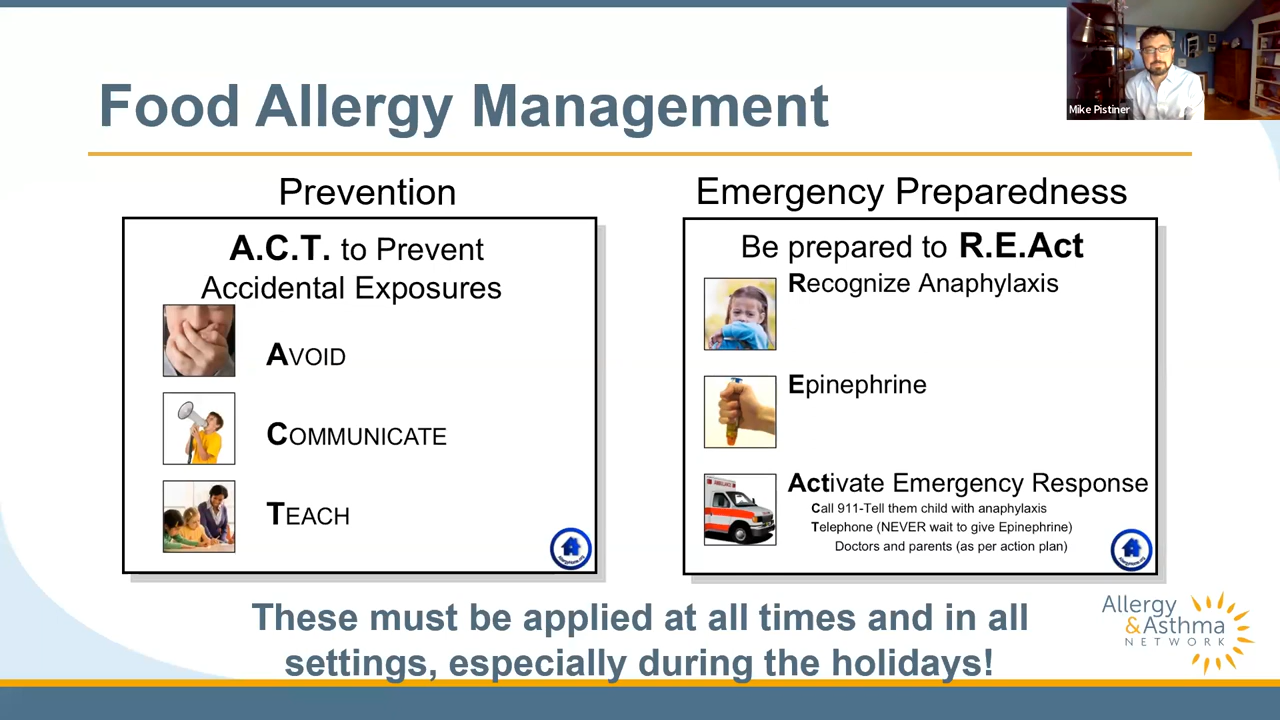 Food Allergy Management
Mike Pistiner
Prevention
A.C.T. to Prevent
Accidental Exposures
AVOID
COMMUNICATE
TEACH
Emergency Preparedness
Be prepared to R.E.Act
Recognize Anaphylaxis
Epinephrine
Activate Emergency Response
Call 911-Tell them child with anaphylaxis
Telephone (NEVER wait to give Epinephrine)
Doctors and parents (as per action plan)
AMBULANCE
These must be applied at all times and in all
settings, especially during the holidays!
Allergy
&Asthma
NETWORK